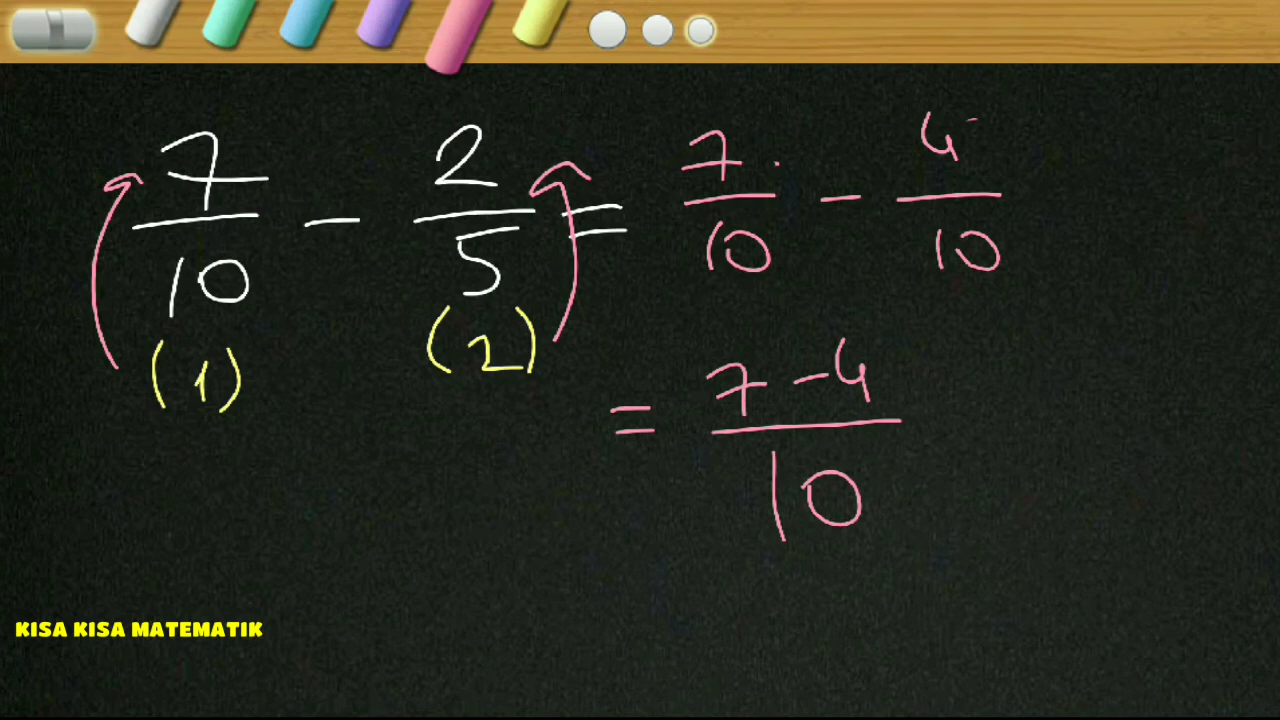 7/10 - 2/5 = 7/10 - 4/10
(1) (2)
= 7-4/10
KISA KISA MATEMATIK